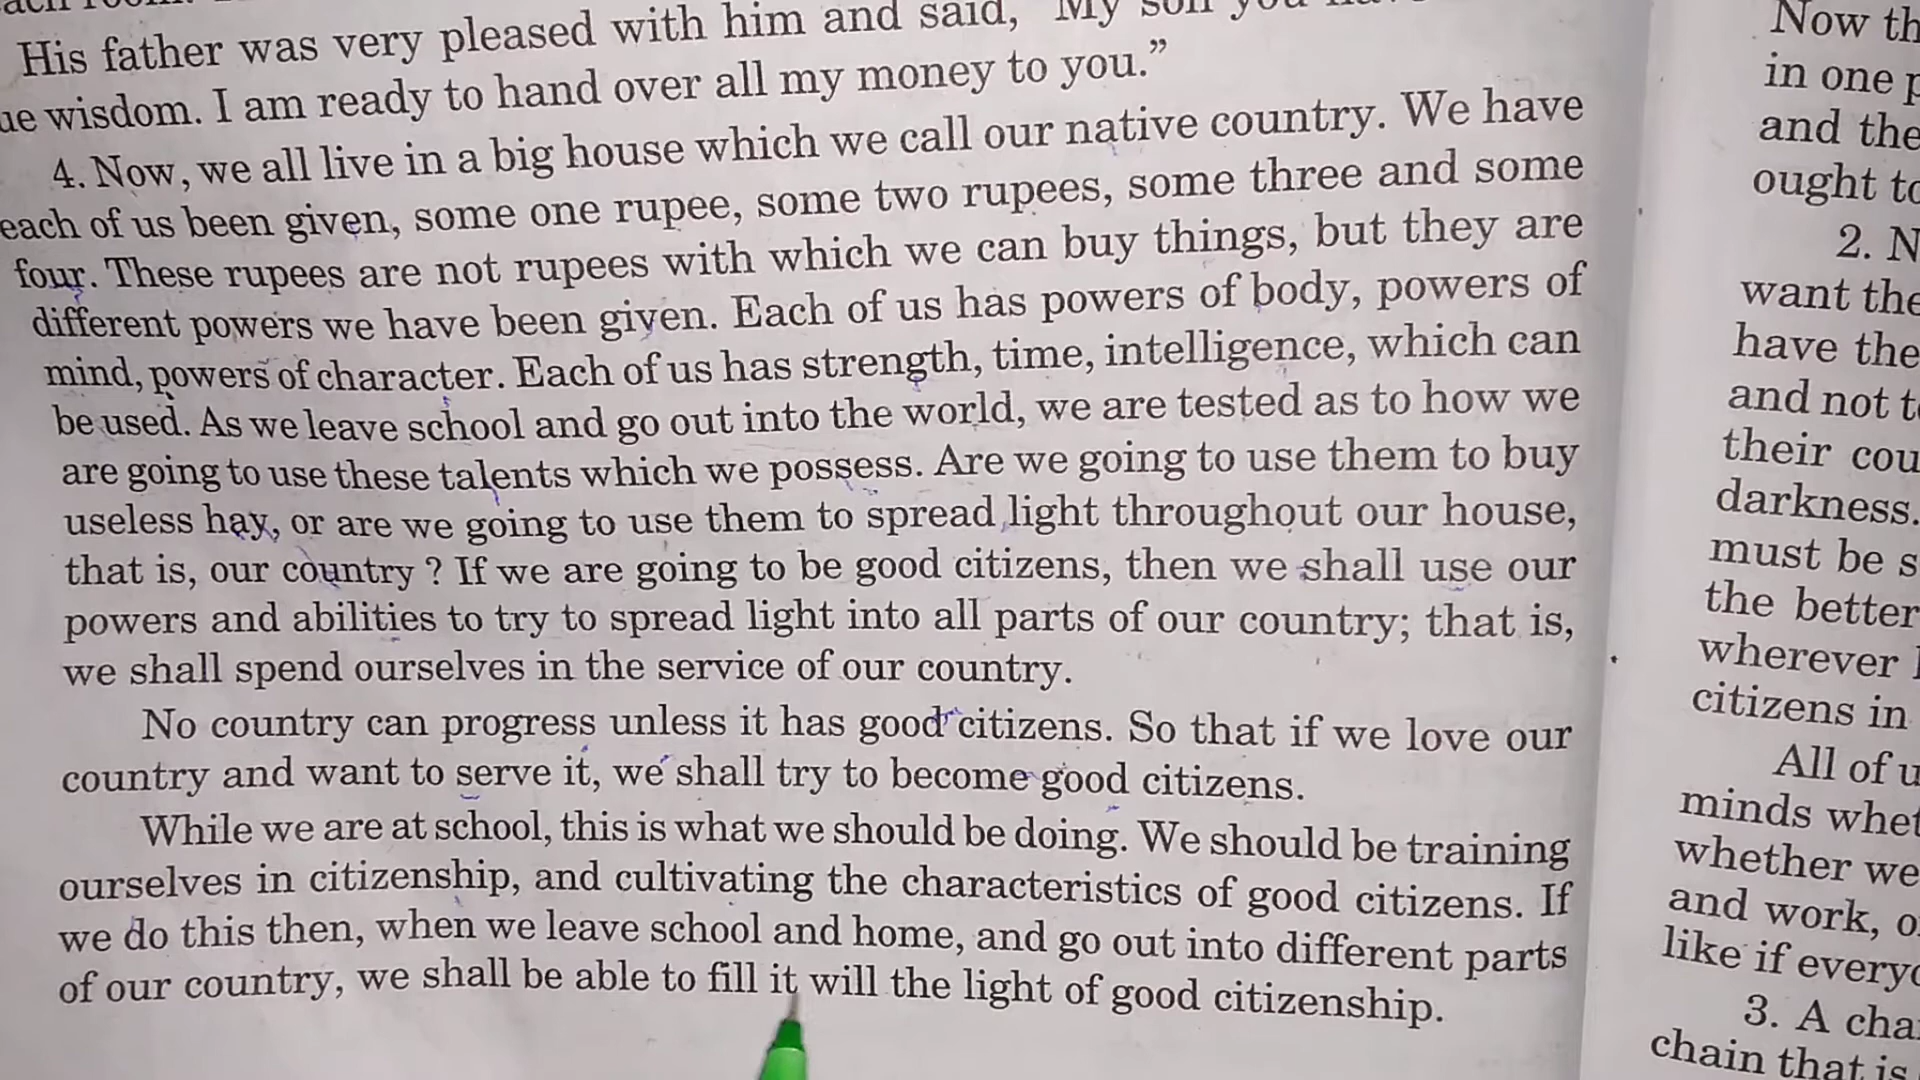 His father was very pleased with him and said, "My son you
ue wisdom. I am ready to hand over all my money to you."
4. Now, we all live in a big house which we call our native country. We have
each of us been given, some one rupee, some two rupees, some three and some
four. These rupees are not rupees with which we can buy things, but they are
different powers we have been given. Each of us has powers of body, powers of
mind, powers of character. Each of us has strength, time, intelligence, which can
be used. As we leave school and go out into the world, we are tested as to how we
are going to use these talents which we possess. Are we going to use them to buy
useless hay, or are we going to use them to spread light throughout our house,
that is, our country ? If we are going to be good citizens, then we shall use our
powers and abilities to try to spread light into all parts of our country; that is,
we shall spend ourselves in the service of our country.
No country can progress unless it has good citizens. So that if we love our
country and want to serve it, we shall try to become good citizens.
While we are at school, this is what we should be doing. We should be training
ourselves in citizenship, and cultivating the characteristics of good citizens. If
we do this then, when we leave school and home, and go out into different parts
of our country, we shall be able to fill it will the light of good citizenship.
Now th
in one p
and the
ought to
2. N
want the
have the
and not t
their cou
darkness.
must be s
the better
wherever
citizens in
All of u
minds whet
whether we
and work, o
like if everyo
3. A cha
chain that is